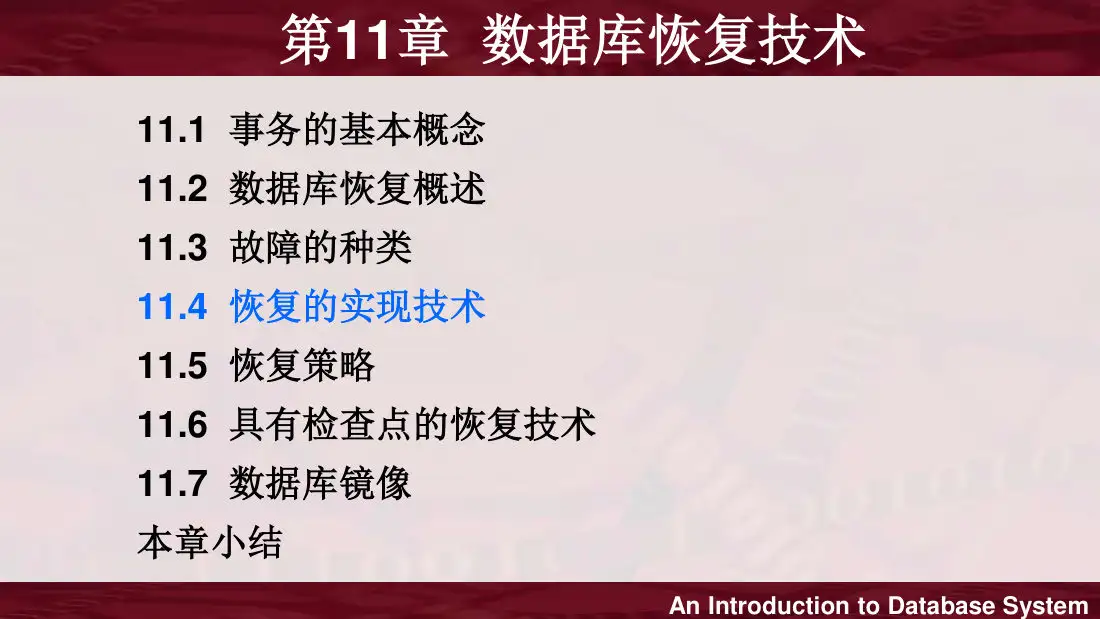 第11章 数据库恢复技术
11.1 事务的基本概念
11.2 数据库恢复概述
11.3 故障的种类
11.4 恢复的实现技术
11.5 恢复策略
11.6 具有检查点的恢复技术
11.7 数据库镜像
本章小结
An Introduction to Database System